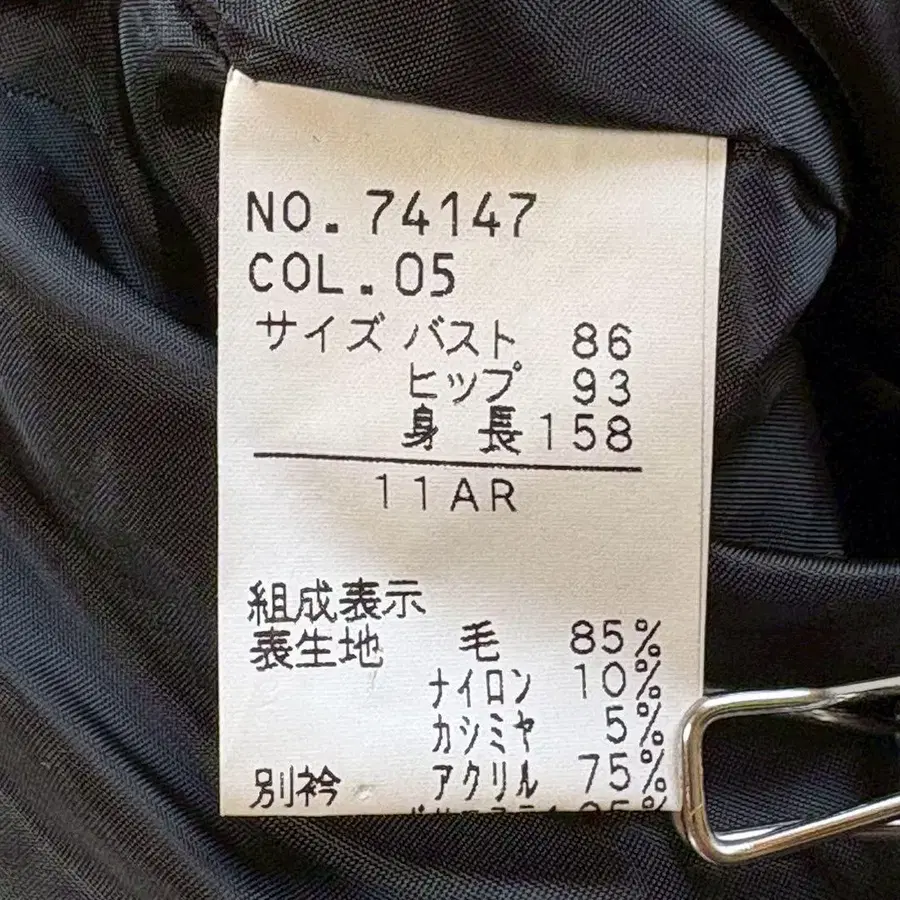 NO. 74147
COL. 05
サイズ バスト 86
ヒップ 93
身長 158
11AR
組成表示
表生地 毛 85%
ナイロン 10%
カシミヤ 5%
別衿 アクリル 75%